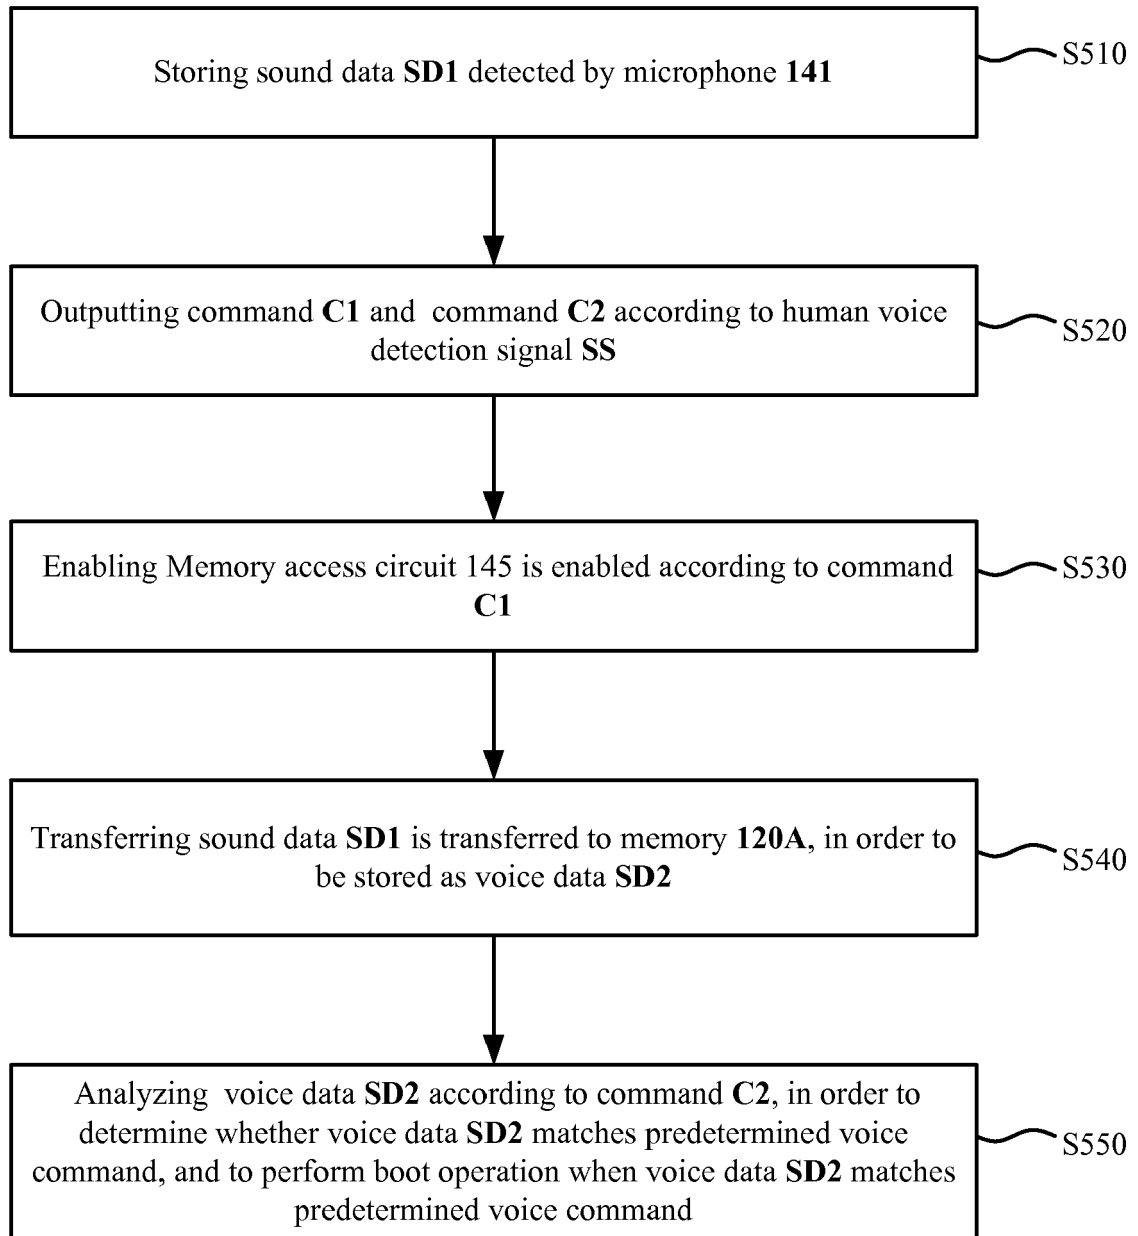 Storing sound data SD1 detected by microphone 141
S510
Outputting command C1 and command C2 according to human voice
detection signal SS
S520
Enabling Memory access circuit 145 is enabled according to command
C1
S530
Transferring sound data SD1 is transferred to memory 120A, in order to
be stored as voice data SD2
S540
Analyzing voice data SD2 according to command C2, in order to
determine whether voice data SD2 matches predetermined voice
command, and to perform boot operation when voice data SD2 matches
predetermined voice command
S550